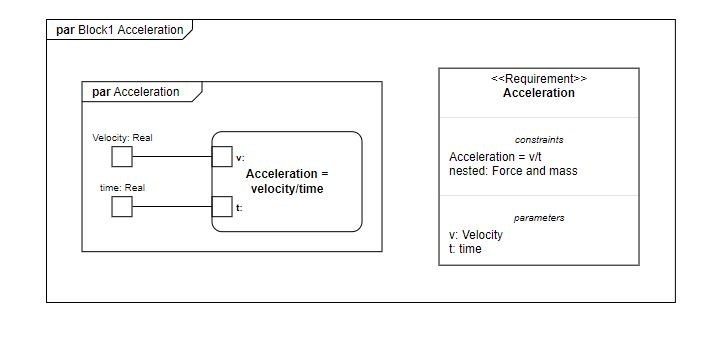 par Block1 Acceleration
par Acceleration
Velocity: Real
v:
Acceleration =
velocity/time
time: Real
t:
<<Requirement>>
Acceleration
constraints
Acceleration = v/t
nested: Force and mass
parameters
v: Velocity
t: time